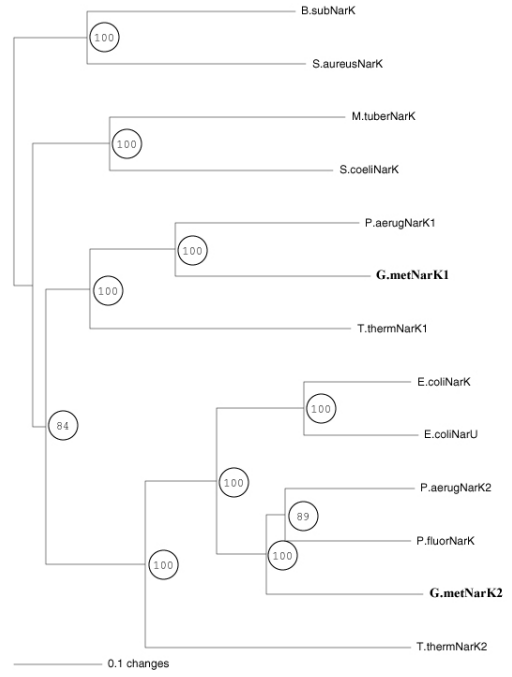 B.subNarK
100
S.aureusNarK
M.tuberNarK
100
S.coeliNarK
P.aerugNarK1
100
G.metNarK1
100
T.thermNarK1
E.coliNarK
100
84
E.coliNarU
100
P.aerugNarK2
89
P.fluorNarK
100
100
G.metNarK2
T.thermNarK2
0.1 changes